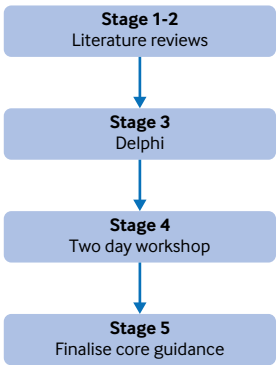 Stage 1-2
Literature reviews
Stage 3
Delphi
Stage 4
Two day workshop
Stage 5
Finalise core guidance